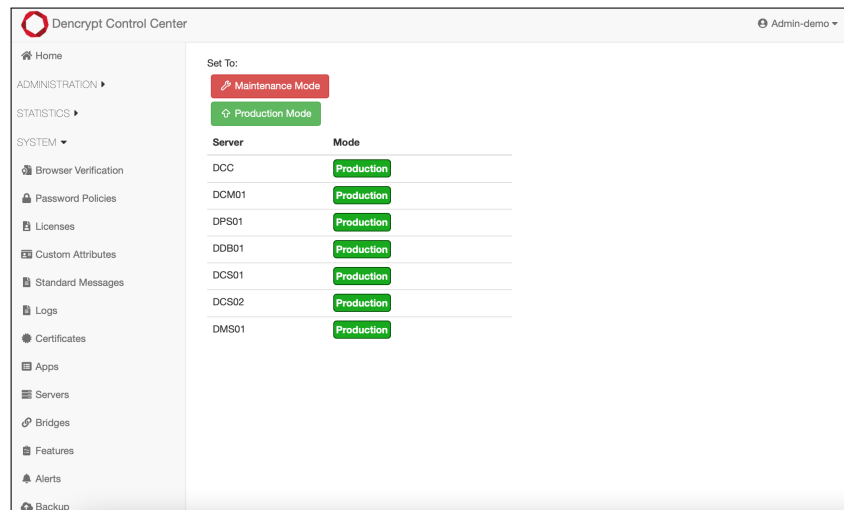 Dencrypt Control Center
Admin-demo
Home
ADMINISTRATION
STATISTICS
SYSTEM
Browser Verification
Password Policies
Licenses
Custom Attributes
Standard Messages
Logs
Certificates
Apps
Servers
Bridges
Features
Alerts
Backup
Set To:
Maintenance Mode
Production Mode
Server Mode
DCC Production
DCM01 Production
DPS01 Production
DDB01 Production
DCS01 Production
DCS02 Production
DMS01 Production